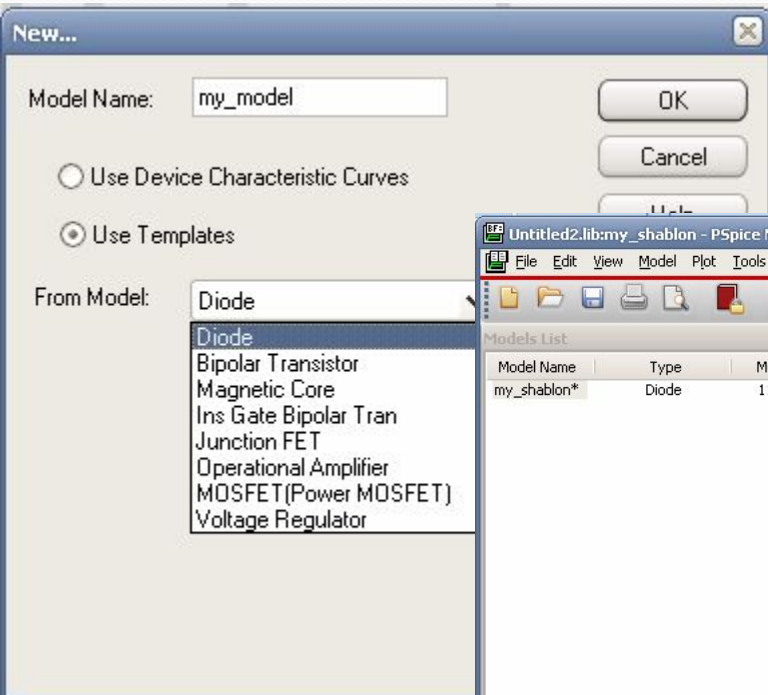 New...
Model Name: my_model
OK
Cancel
Use Device Characteristic Curves
Use Templates
From Model: Diode
Diode
Bipolar Transistor
Magnetic Core
Ins Gate Bipolar Tran
Junction FET
Operational Amplifier
MOSFET(Power MOSFET)
Voltage Regulator
Untitled2.lib:my_shablon - PSpice
File Edit View Model Plot Tools
Models List
Model Name Type
my_shablon* Diode